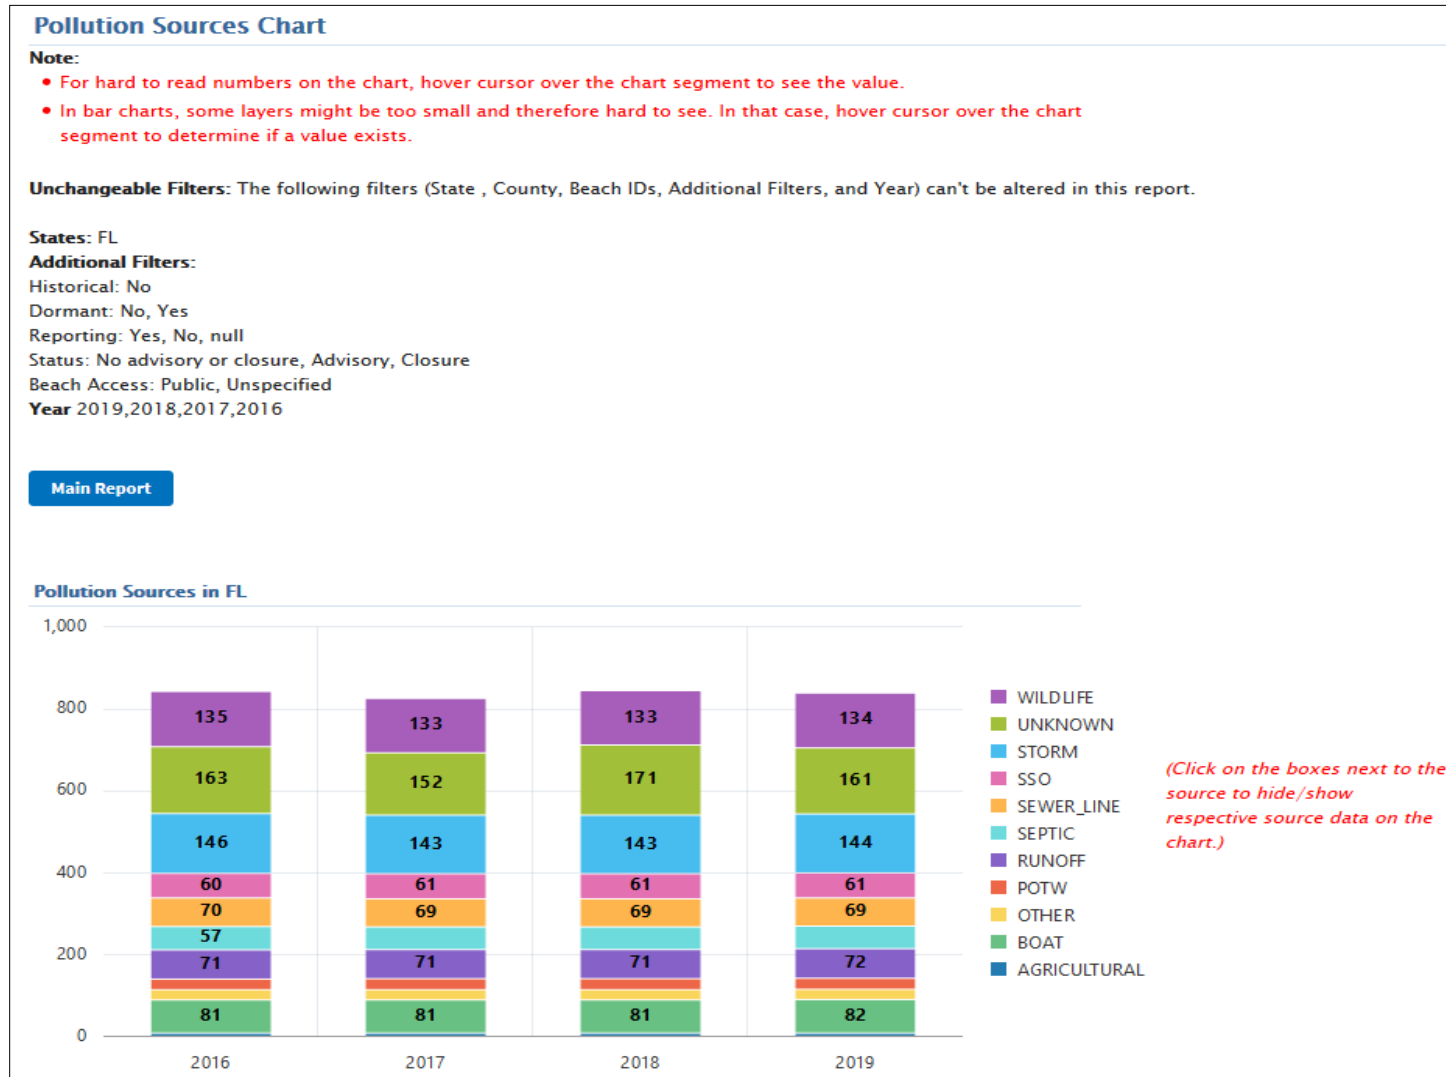 Pollution Sources Chart
Note:
• For hard to read numbers on the chart, hover cursor over the chart segment to see the value.
• In bar charts, some layers might be too small and therefore hard to see. In that case, hover cursor over the chart
segment to determine if a value exists.
Unchangeable Filters: The following filters (State , County, Beach IDs, Additional Filters, and Year) can't be altered in this report.
States: FL
Additional Filters:
Historical: No
Dormant: No, Yes
Reporting: Yes, No, null
Status: No advisory or closure, Advisory, Closure
Beach Access: Public, Unspecified
Year 2019,2018,2017,2016
Main Report
Pollution Sources in FL
1,000
800
600
400
200
0
135
163
146
60
70
57
71
81
133
152
143
61
69
71
81
133
171
143
61
69
71
81
134
161
144
61
69
72
82
2016 2017 2018 2019
WILDLIFE
UNKNOWN
STORM
SSO
SEWER_LINE
SEPTIC
RUNOFF
POTW
OTHER
BOAT
AGRICULTURAL
(Click on the boxes next to the
source to hide/show
respective source data on the
chart.)